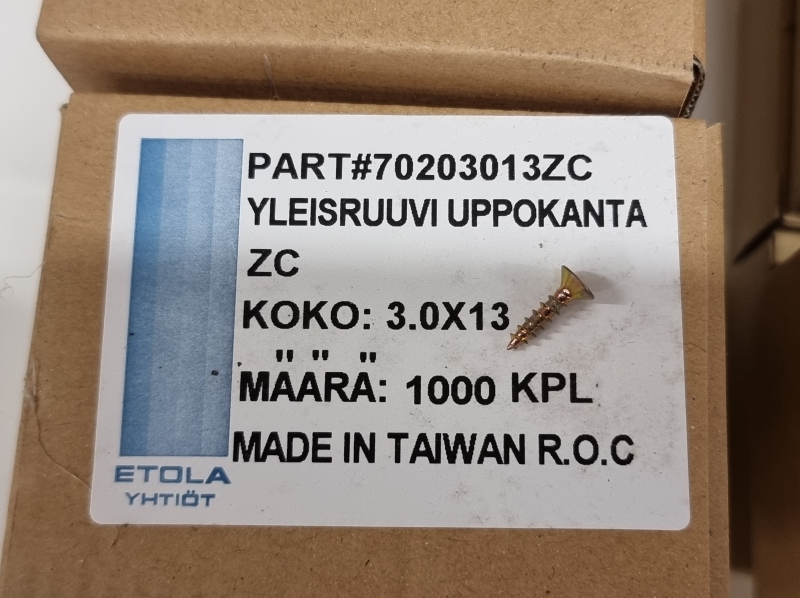 PART#70203013ZC
YLEISRUUVI UPPOKANTA
ZC
KOKO: 3.0X13
MÄÄRÄ: 1000 KPL
MADE IN TAIWAN R.O.C
ETOLA
YHTIÖT